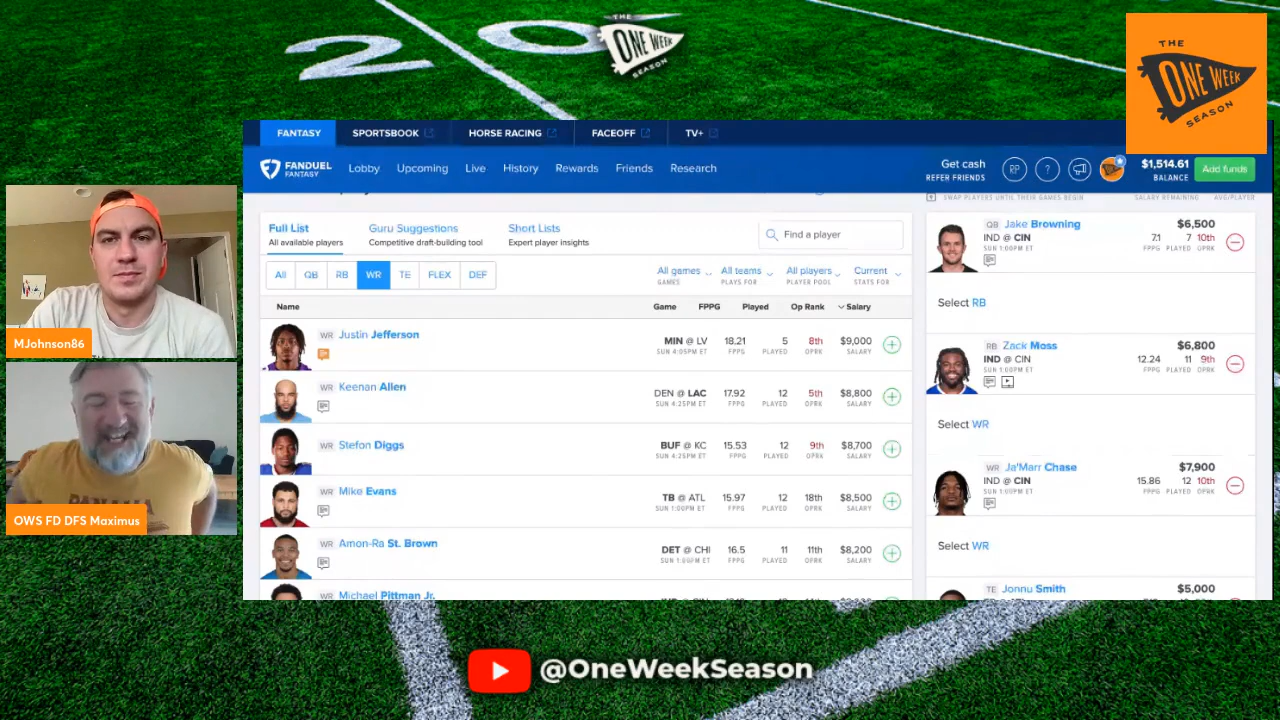 2 0
THE
ONE WEEK
SEASON
THE
ONE WEEK
SEASON
FANTASY SPORTSBOOK HORSE RACING FACEOFF TV+
FANDUEL
FANTASY
Lobby Upcoming Live History Rewards Friends Research
Get cash
REFER FRIENDS
RP ?
$1,514.61
BALANCE
Add funds
Full List
All available players
Guru Suggestions
Competitive draft-building tool
Short Lists
Expert player insights
Find a player
SWAP PLAYERS UNTIL THEIR GAMES BEGIN SALARY REMAINING AVG/PLAYER
All QB RB WR TE FLEX DEF
All games
GAMES
All teams
PLAYS FOR
All players
PLAYER POOL
Current
STATS FOR
Name Game FPPG Played Op Rank Salary
WR Justin Jefferson
MIN @ LV 18.21 5 8th $9,000
SUN 4:05PM ET FPPG PLAYED OPRK SALARY
WR Keenan Allen
DEN @ LAC 17.92 12 5th $8,800
SUN 4:25PM ET FPPG PLAYED OPRK SALARY
WR Stefon Diggs
BUF @ KC 15.53 12 9th $8,700
SUN 4:25PM ET FPPG PLAYED OPRK SALARY
WR Mike Evans
TB @ ATL 15.97 12 18th $8,500
SUN 1:00PM ET FPPG PLAYED OPRK SALARY
WR Amon-Ra St. Brown
DET @ CHI 16.5 11 11th $8,200
SUN 1:00PM ET FPPG PLAYED OPRK SALARY
WR Michael Pittman Jr.
QB Jake Browning $6,500
IND @ CIN 7.1 7 10th
SUN 1:00PM ET FPPG PLAYED OPRK
Select RB
RB Zack Moss $6,800
IND @ CIN 12.24 11 9th
SUN 1:00PM ET FPPG PLAYED OPRK
Select WR
WR Ja'Marr Chase $7,900
IND @ CIN 15.86 12 10th
SUN 1:00PM ET FPPG PLAYED OPRK
Select WR
TE Jonnu Smith $5,000
MJohnson86
OWS FD DFS Maximus
@OneWeekSeason